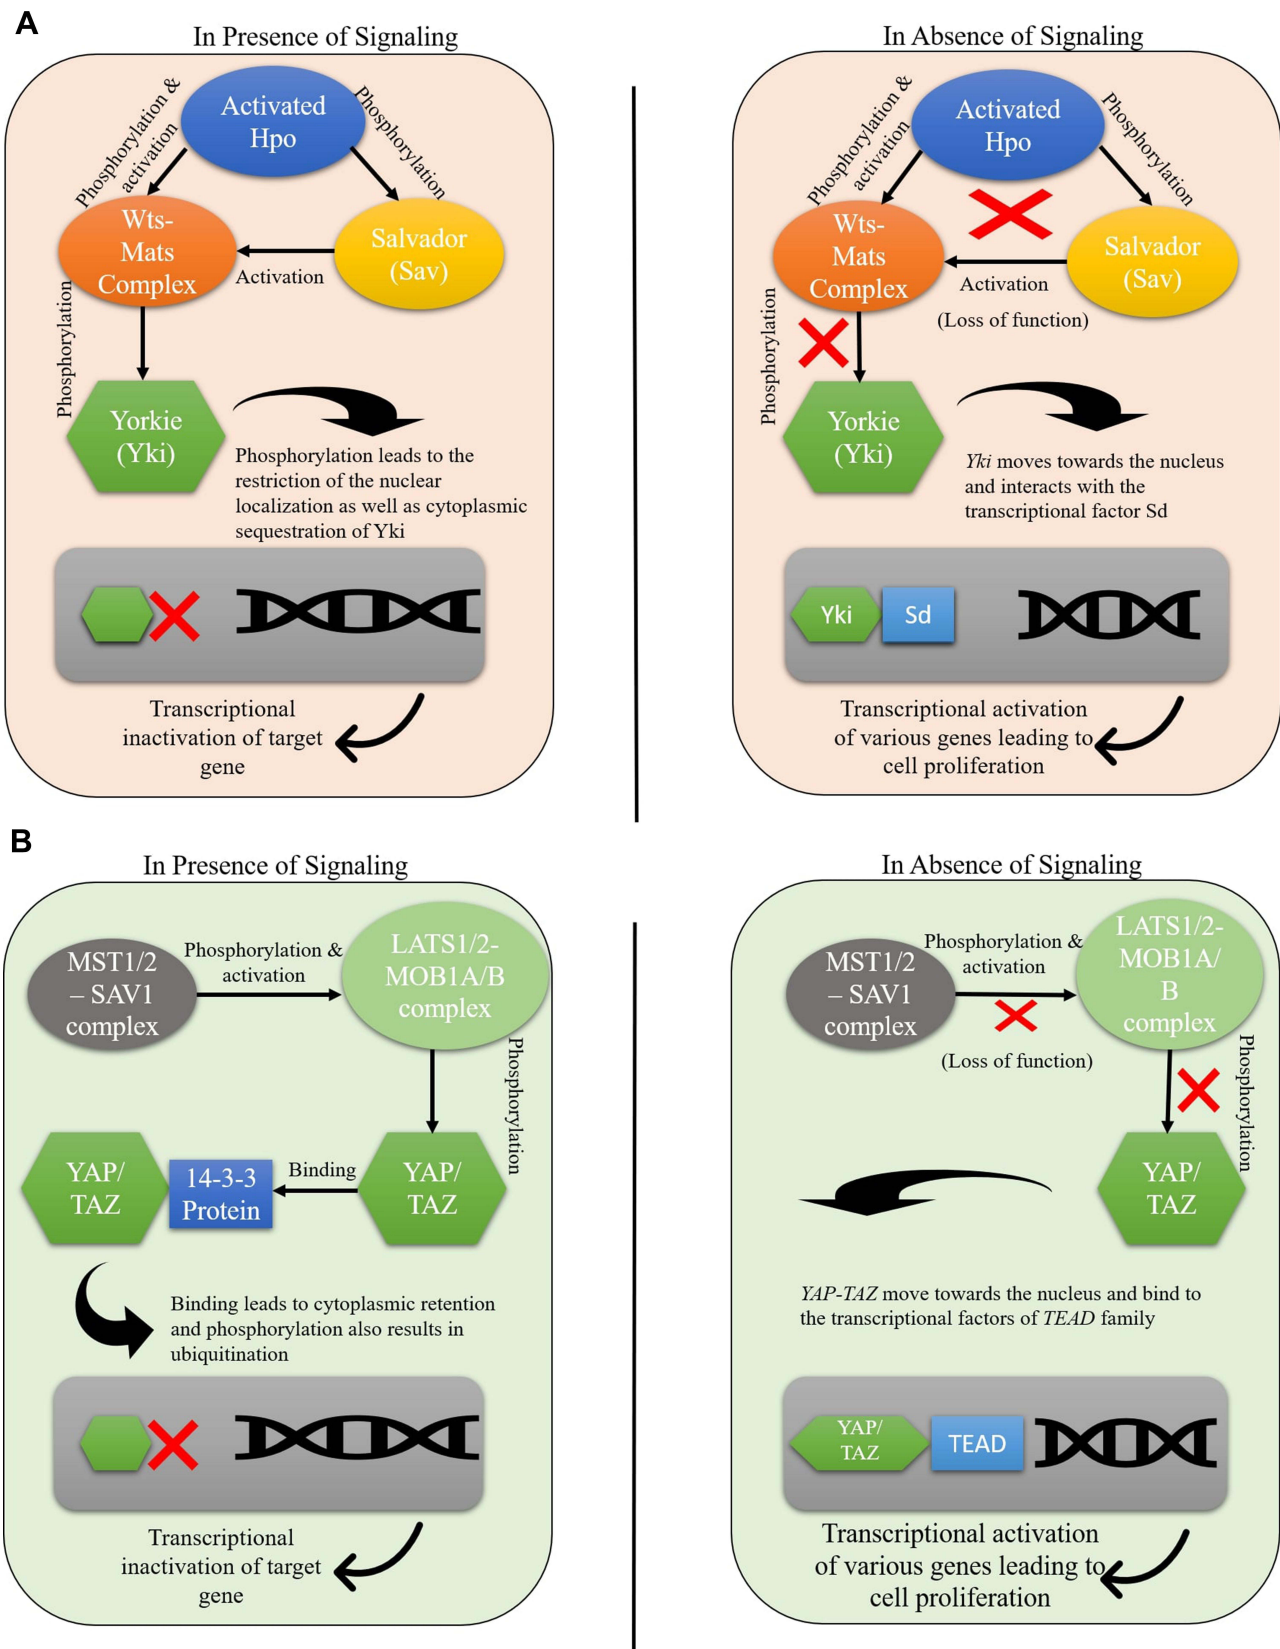 A
In Presence of Signaling
Activated
Hpo
Phosphorylation &
activation
Phosphorylation
Wts-
Mats
Complex
Salvador
(Sav)
Activation
Phosphorylation
Yorkie
(Yki)
Phosphorylation leads to the
restriction of the nuclear
localization as well as cytoplasmic
sequestration of Yki
Transcriptional
inactivation of target
gene
In Absence of Signaling
Activated
Hpo
Phosphorylation &
activation
Phosphorylation
Wts-
Mats
Complex
Salvador
(Sav)
Activation
(Loss of function)
Phosphorylation
Yorkie
(Yki)
Yki moves towards the nucleus
and interacts with the
transcriptional factor Sd
Yki
Sd
Transcriptional activation
of various genes leading to
cell proliferation
B
In Presence of Signaling
MST1/2
– SAV1
complex
Phosphorylation &
activation
LATS1/2-
MOB1A/B
complex
Phosphorylation
YAP/
TAZ
14-3-3
Protein
Binding
YAP/
TAZ
Binding leads to cytoplasmic retention
and phosphorylation also results in
ubiquitination
Transcriptional
inactivation of target
gene
In Absence of Signaling
MST1/2
– SAV1
complex
Phosphorylation &
activation
(Loss of function)
LATS1/2-
MOB1A/
B
complex
Phosphorylation
YAP/
TAZ
YAP-TAZ move towards the nucleus and bind to
the transcriptional factors of TEAD family
YAP/
TAZ
TEAD
Transcriptional activation
of various genes leading to
cell proliferation